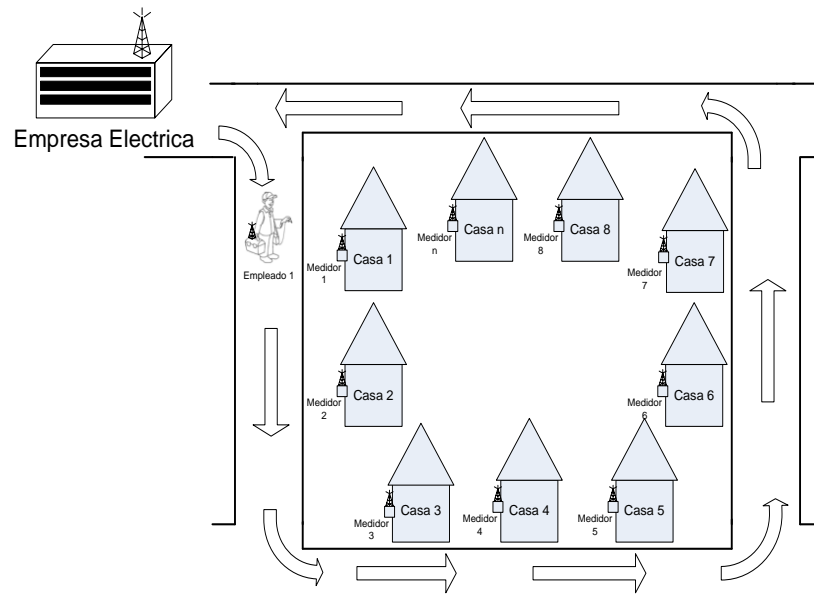 Empresa Electrica
Empleado 1
Medidor
1
Casa 1
Medidor
n
Casa n
Medidor
8
Casa 8
Medidor
7
Casa 7
Medidor
2
Casa 2
Medidor
6
Casa 6
Medidor
3
Casa 3
Medidor
4
Casa 4
Medidor
5
Casa 5